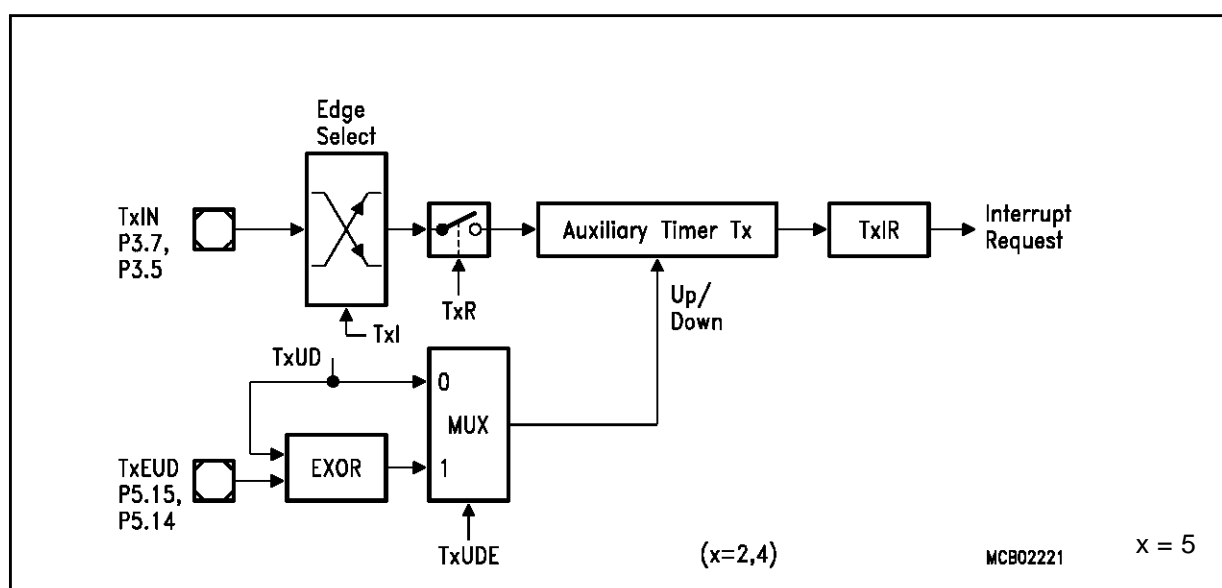 Edge
Select
TxIN
P3.7,
P3.5
Auxiliary Timer Tx
TxIR
Interrupt
Request
TxR
TxI
Up/
Down
TxUD
0
MUX
1
EXOR
TxEUD
P5.15,
P5.14
TxUDE
(x=2,4)
MCB02221
x = 5